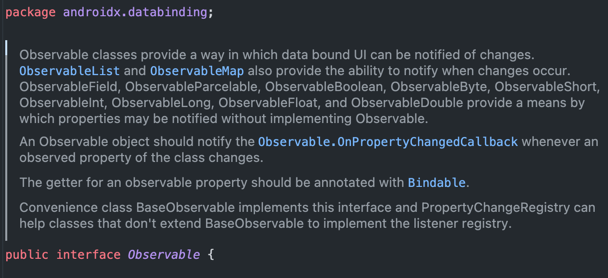 package androidx.databinding;
Observable classes provide a way in which data bound UI can be notified of changes.
ObservableList and ObservableMap also provide the ability to notify when changes occur.
ObservableField, ObservableParcelable, ObservableBoolean, ObservableByte, ObservableShort,
ObservableInt, ObservableLong, ObservableFloat, and ObservableDouble provide a means by
which properties may be notified without implementing Observable.
An Observable object should notify the Observable.OnPropertyChangedCallback whenever an
observed property of the class changes.
The getter for an observable property should be annotated with Bindable.
Convenience class BaseObservable implements this interface and PropertyChangeRegistry can
help classes that don't extend BaseObservable to implement the listener registry.
public interface Observable {